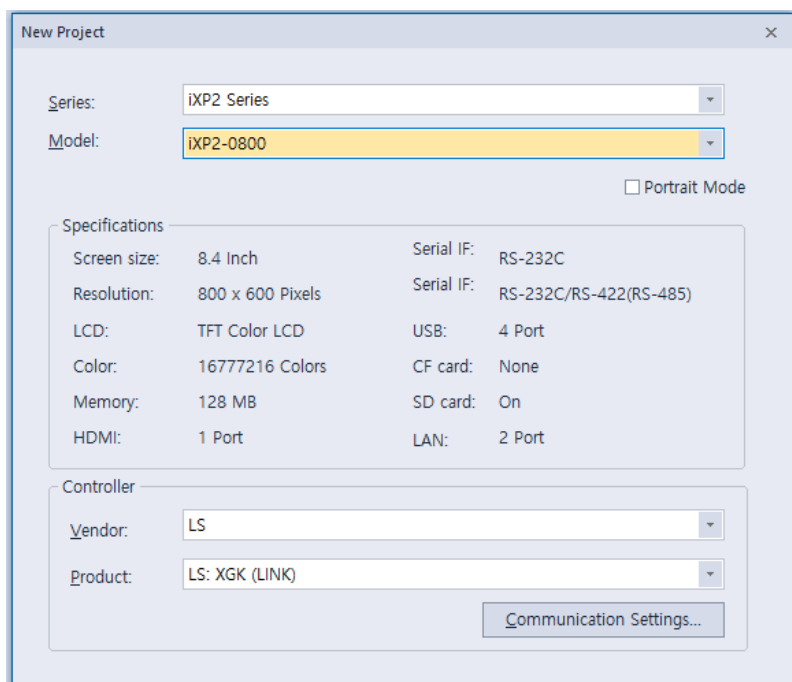 New Project
Series: iXP2 Series
Model: iXP2-0800
Portrait Mode
Specifications
Screen size: 8.4 Inch Serial IF: RS-232C
Resolution: 800 x 600 Pixels Serial IF: RS-232C/RS-422(RS-485)
LCD: TFT Color LCD USB: 4 Port
Color: 16777216 Colors CF card: None
Memory: 128 MB SD card: On
HDMI: 1 Port LAN: 2 Port
Controller
Vendor: LS
Product: LS: XGK (LINK)
Communication Settings...